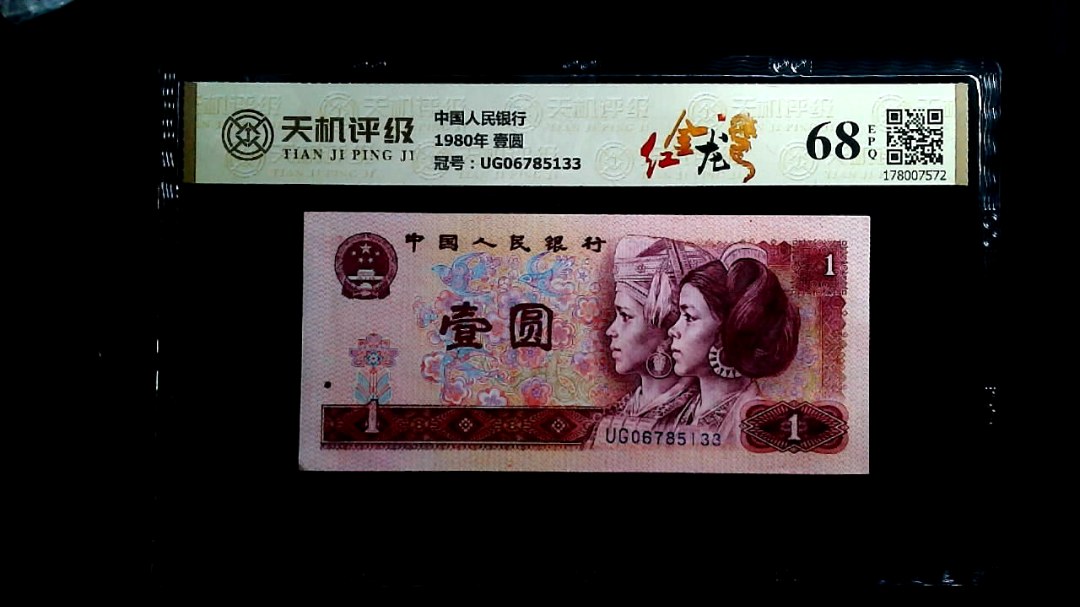 天机评级
TIAN JI PING JI
中国人民银行
1980年 壹圆
冠号：UG06785133
红金龙
68
EPQ
178007572
中国人民银行
壹圆
1
1
UG06785133
1